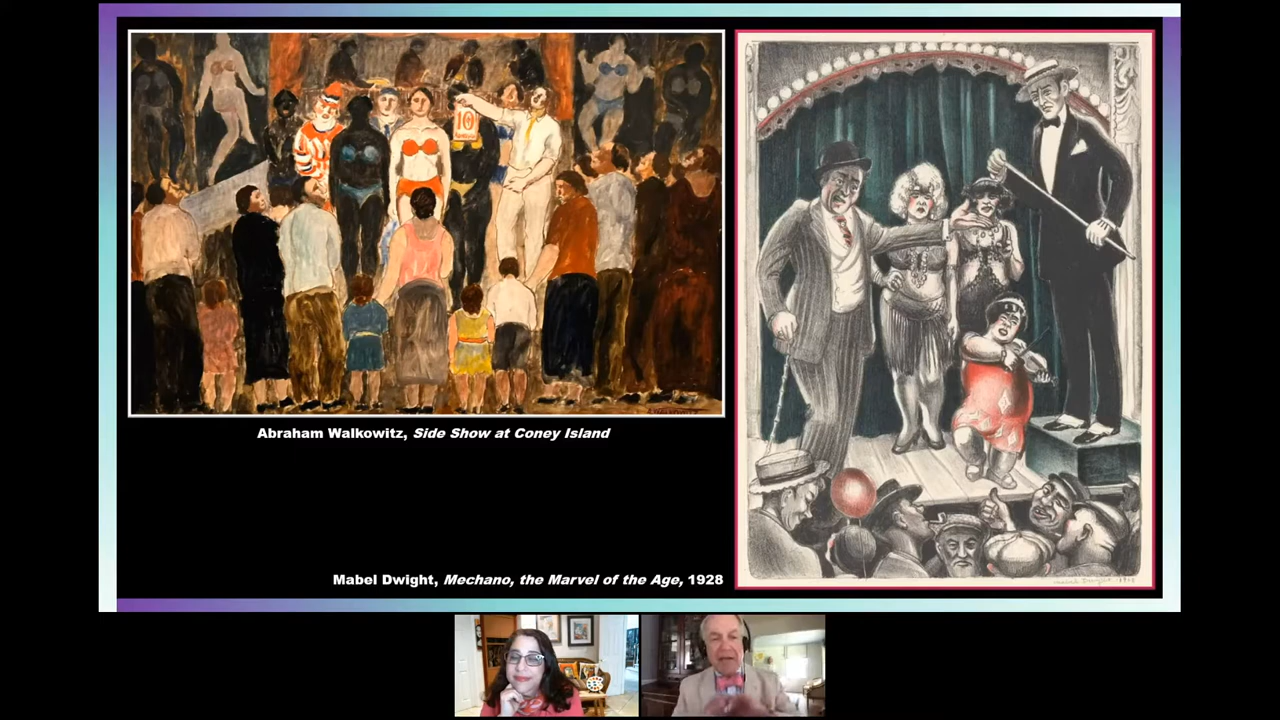 10
Abraham Walkowitz, Side Show at Coney Island
Mabel Dwight, Mechano, the Marvel of the Age, 1928